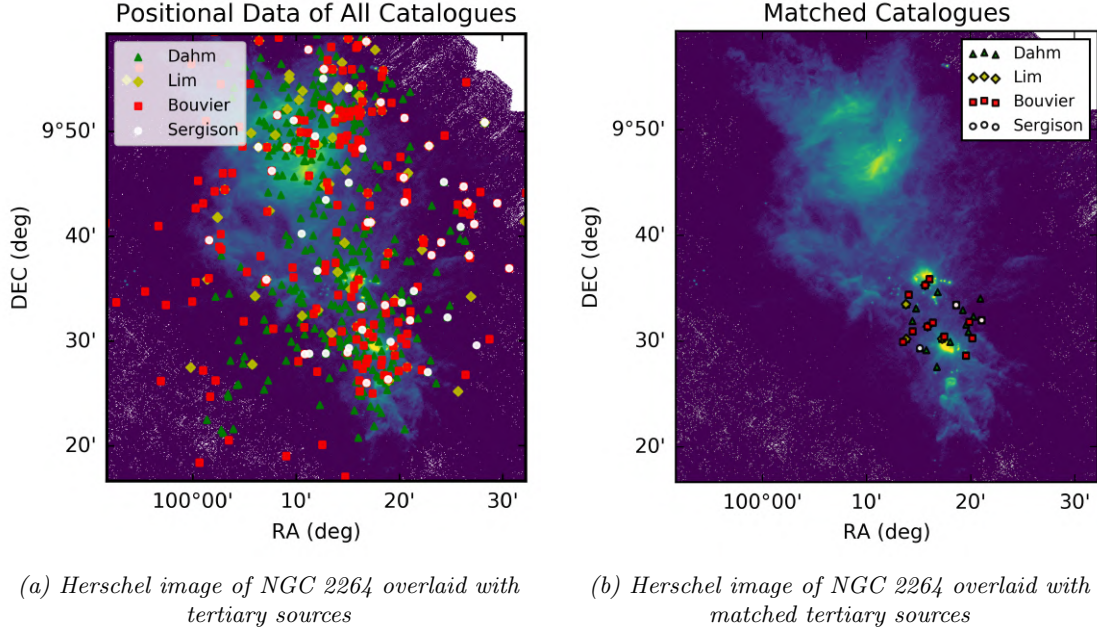 Positional Data of All Catalogues
Dahm
Lim
Bouvier
Sergison
9°50'
40'
30'
20'
DEC (deg)
100°00'
10'
20'
30'
RA (deg)
(a) Herschel image of NGC 2264 overlaid with
tertiary sources
Matched Catalogues
Dahm
Lim
Bouvier
Sergison
9°50'
40'
30'
20'
DEC (deg)
100°00'
10'
20'
30'
RA (deg)
(b) Herschel image of NGC 2264 overlaid with
matched tertiary sources